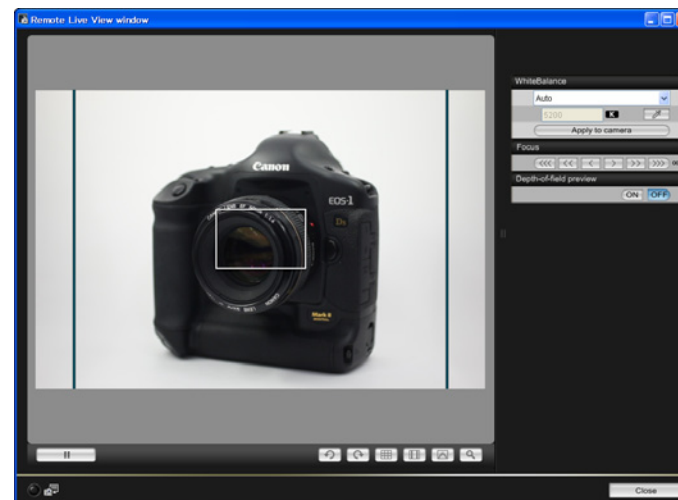 Remote Live View window
WhiteBalance
Auto
5200
K
Apply to camera
Focus
Depth-of-field preview
ON OFF
Canon
EOS-1
Ds
Mark II
DIGITAL
Close